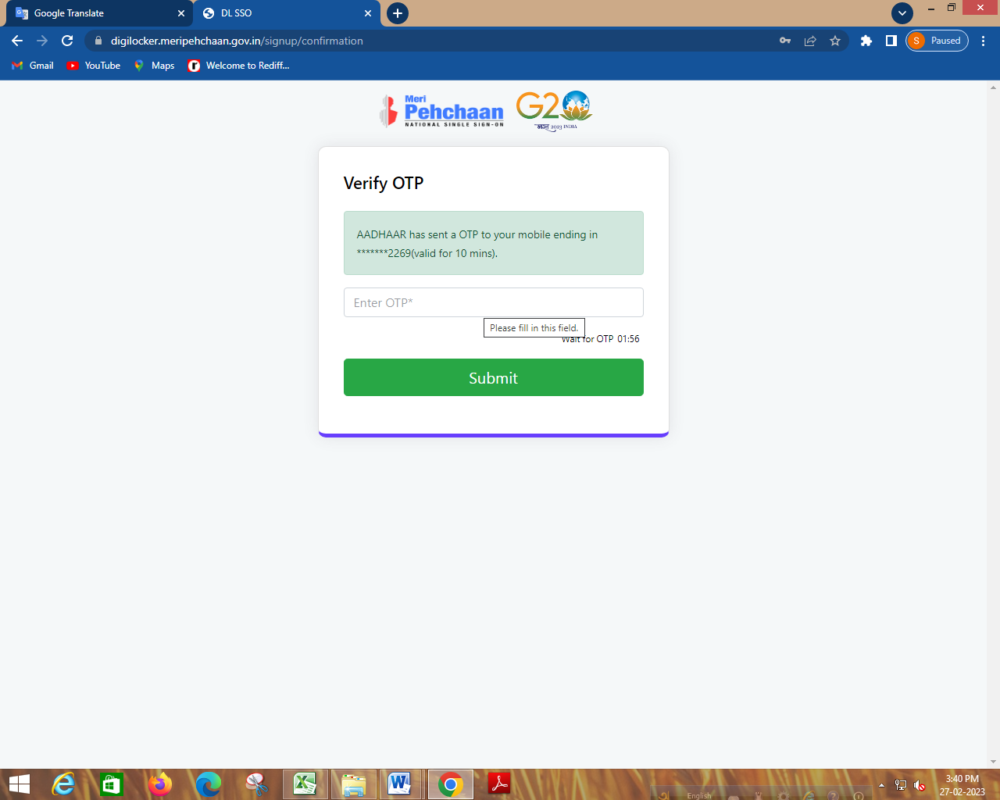 Google Translate
DL SSO
digilocker.meripehchaan.gov.in/signup/confirmation
S
Paused
Gmail
YouTube
Maps
Welcome to Rediff...
Meri
Pehchaan
NATIONAL SINGLE SIGN-ON
G20
भारत 2023 INDIA
Verify OTP
AADHAAR has sent a OTP to your mobile ending in
*******2269(valid for 10 mins).
Enter OTP*
Please fill in this field.
Wait for OTP 01:56
Submit
English
3:40 PM
27-02-2023